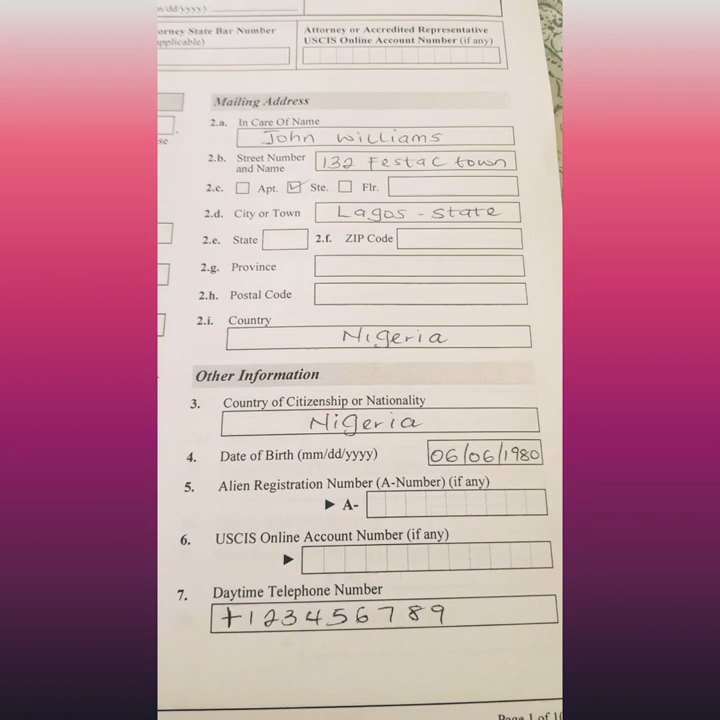 m/dd/yyyy)
orney State Bar Number
applicable)
Attorney or Accredited Representative
USCIS Online Account Number (if any)
se
Mailing Address
2.a. In Care Of Name
John Williams
2.b. Street Number and Name 132 Festac town
2.c. Apt. Ste. Flr.
2.d. City or Town Lagos - State
2.e. State 2.f. ZIP Code
2.g. Province
2.h. Postal Code
2.i. Country
Nigeria
Other Information
3. Country of Citizenship or Nationality
Nigeria
4. Date of Birth (mm/dd/yyyy) 06/06/1980
5. Alien Registration Number (A-Number) (if any)
► A-
6. USCIS Online Account Number (if any)
►
7. Daytime Telephone Number
+123456789
Page 1 of 10